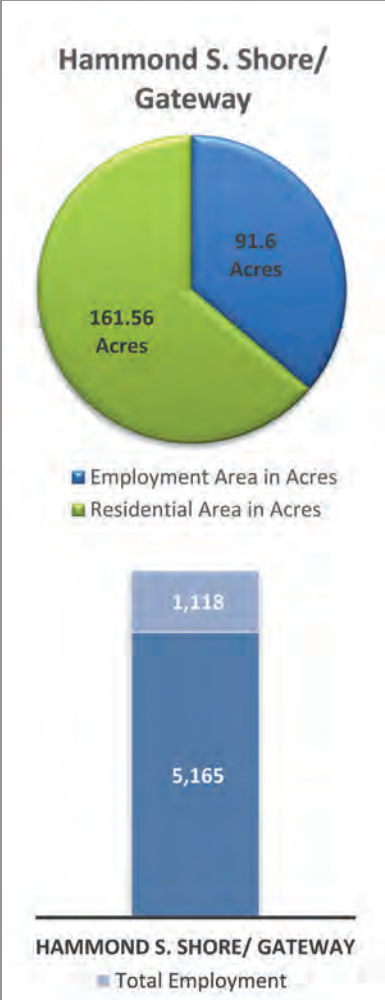 Hammond S. Shore/
Gateway
91.6
Acres
161.56
Acres
Employment Area in Acres
Residential Area in Acres
1,118
5,165
HAMMOND S. SHORE/ GATEWAY
Total Employment